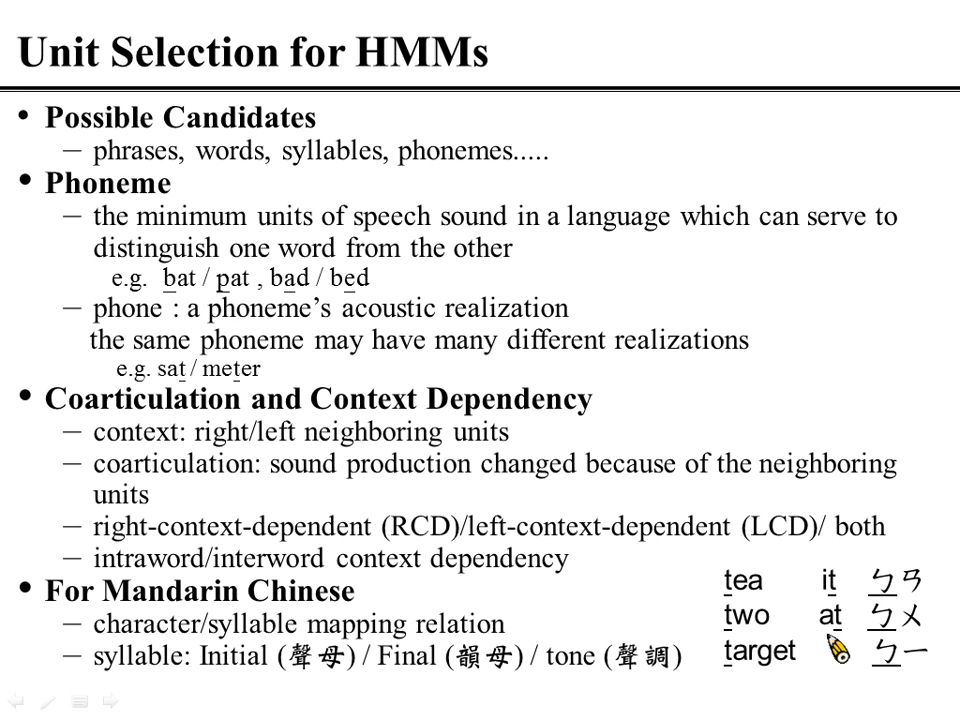 Unit Selection for HMMs
• Possible Candidates
– phrases, words, syllables, phonemes.....
• Phoneme
– the minimum units of speech sound in a language which can serve to
distinguish one word from the other
e.g. bat / pat , bad / bed
– phone : a phoneme's acoustic realization
the same phoneme may have many different realizations
e.g. sat / meter
• Coarticulation and Context Dependency
– context: right/left neighboring units
– coarticulation: sound production changed because of the neighboring
units
– right-context-dependent (RCD)/left-context-dependent (LCD)/ both
– intraword/interword context dependency
• For Mandarin Chinese
– character/syllable mapping relation
– syllable: Initial (聲母) / Final (韻母) / tone (聲調)
tea it ㄅㄢ
two at ㄅㄨ
target ㄅㄧ